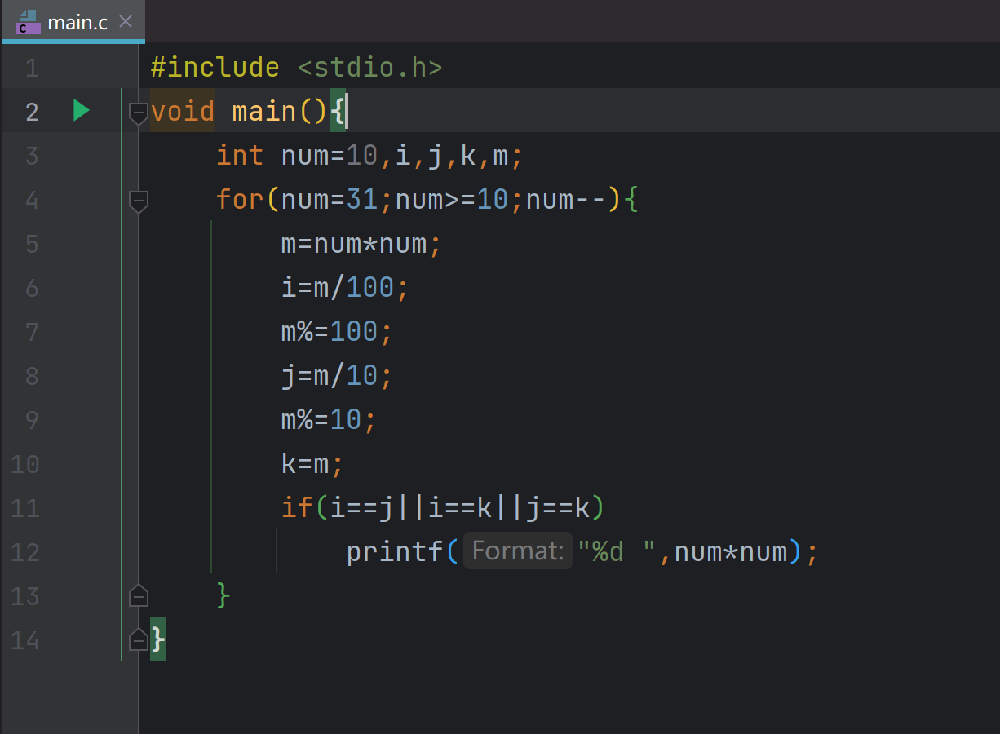 main.c
1 #include <stdio.h>
2 void main(){
3 int num=10,i,j,k,m;
4 for(num=31;num>=10;num--){
5 m=num*num;
6 i=m/100;
7 m%=100;
8 j=m/10;
9 m%=10;
10 k=m;
11 if(i==j||i==k||j==k)
12 printf( Format: "%d ",num*num);
13 }
14 }